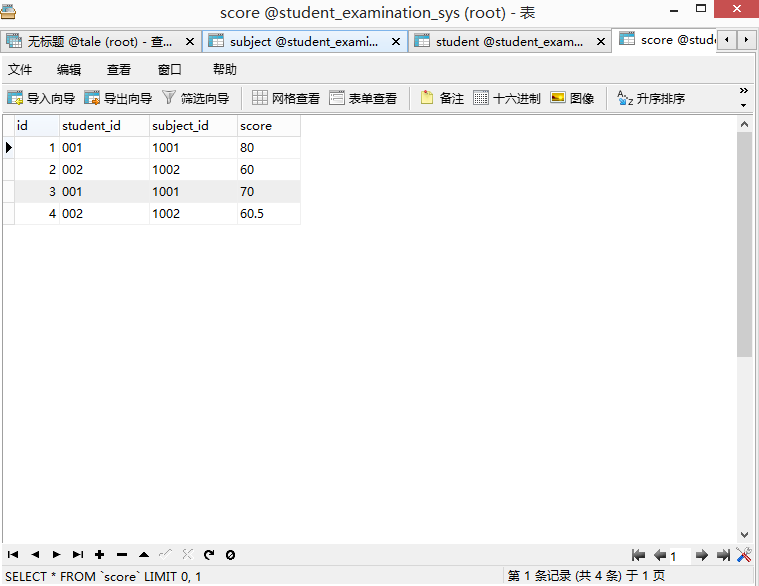 score @student_examination_sys (root) - 表
无标题 @tale (root) - 查... subject @student_exami... student @student_exam... score @stude
文件 编辑 查看 窗口 帮助
导入向导 导出向导 筛选向导 网格查看 表单查看 备注 十六进制 图像 升序排序
id student_id subject_id score
1 001 1001 80
2 002 1002 60
3 001 1001 70
4 002 1002 60.5
1
SELECT * FROM `score` LIMIT 0, 1 第 1 条记录 (共 4 条) 于 1 页